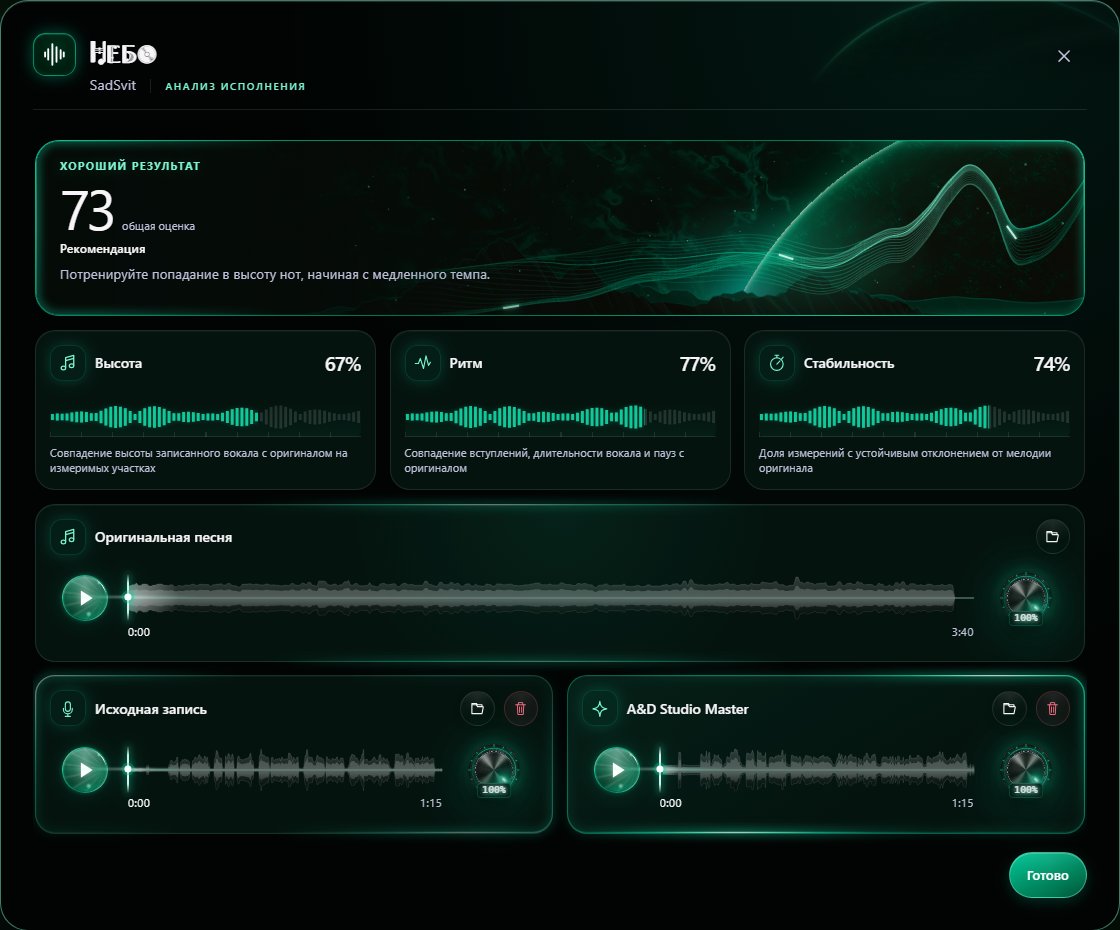 НЕБО
SadSvit
АНАЛИЗ ИСПОЛНЕНИЯ
ХОРОШИЙ РЕЗУЛЬТАТ
73 общая оценка
Рекомендация
Потренируйте попадание в высоту нот, начиная с медленного темпа.
Высота 67%
Совпадение высоты записанного вокала с оригиналом на
измеримых участках
Ритм 77%
Совпадение вступлений, длительности вокала и пауз с
оригиналом
Стабильность 74%
Доля измерений с устойчивым отклонением от мелодии
оригинала
Оригинальная песня
100%
0:00 3:40
Исходная запись
100%
0:00 1:15
A&D Studio Master
100%
0:00 1:15
Готово